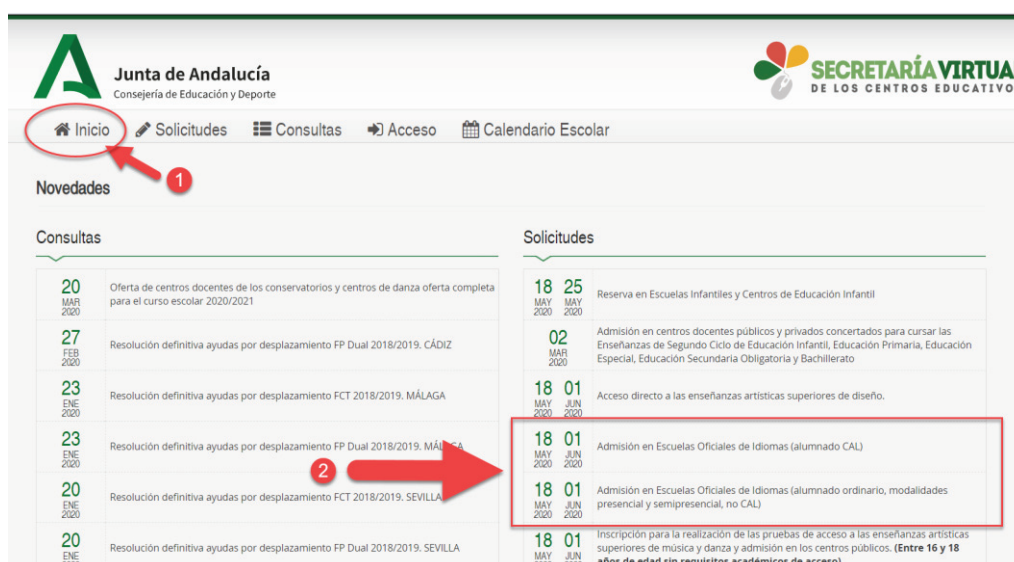 Junta de Andalucía
Consejería de Educación y Deporte
SECRETARÍA VIRTUA
DE LOS CENTROS EDUCATIVO
Inicio Solicitudes Consultas Acceso Calendario Escolar
1
Novedades
Consultas
20
MAR
2020
Oferta de centros docentes de los conservatorios y centros de danza oferta completa
para el curso escolar 2020/2021
27
FEB
2020
Resolución definitiva ayudas por desplazamiento FP Dual 2018/2019. CÁDIZ
23
ENE
2020
Resolución definitiva ayudas por desplazamiento FCT 2018/2019. MÁLAGA
23
ENE
2020
Resolución definitiva ayudas por desplazamiento FP Dual 2018/2019. MÁLAGA
2
20
ENE
2020
Resolución definitiva ayudas por desplazamiento FCT 2018/2019. SEVILLA
20
ENE
Resolución definitiva ayudas por desplazamiento FP Dual 2018/2019. SEVILLA
Solicitudes
18 25
MAY MAY
2020 2020
Reserva en Escuelas Infantiles y Centros de Educación Infantil
02
MAR
2020
Admisión en centros docentes públicos y privados concertados para cursar las
Enseñanzas de Segundo Ciclo de Educación Infantil, Educación Primaria, Educación
Especial, Educación Secundaria Obligatoria y Bachillerato
18 01
MAY JUN
2020 2020
Acceso directo a las enseñanzas artísticas superiores de diseño.
18 01
MAY JUN
2020 2020
Admisión en Escuelas Oficiales de Idiomas (alumnado CAL)
18 01
MAY JUN
2020 2020
Admisión en Escuelas Oficiales de Idiomas (alumnado ordinario, modalidades
presencial y semipresencial, no CAL)
18 01
MAY JUN
Inscripción para la realización de las pruebas de acceso a las enseñanzas artísticas
superiores de música y danza y admisión en los centros públicos. (Entre 16 y 18
años de edad sin requisitos académicos de acceso)